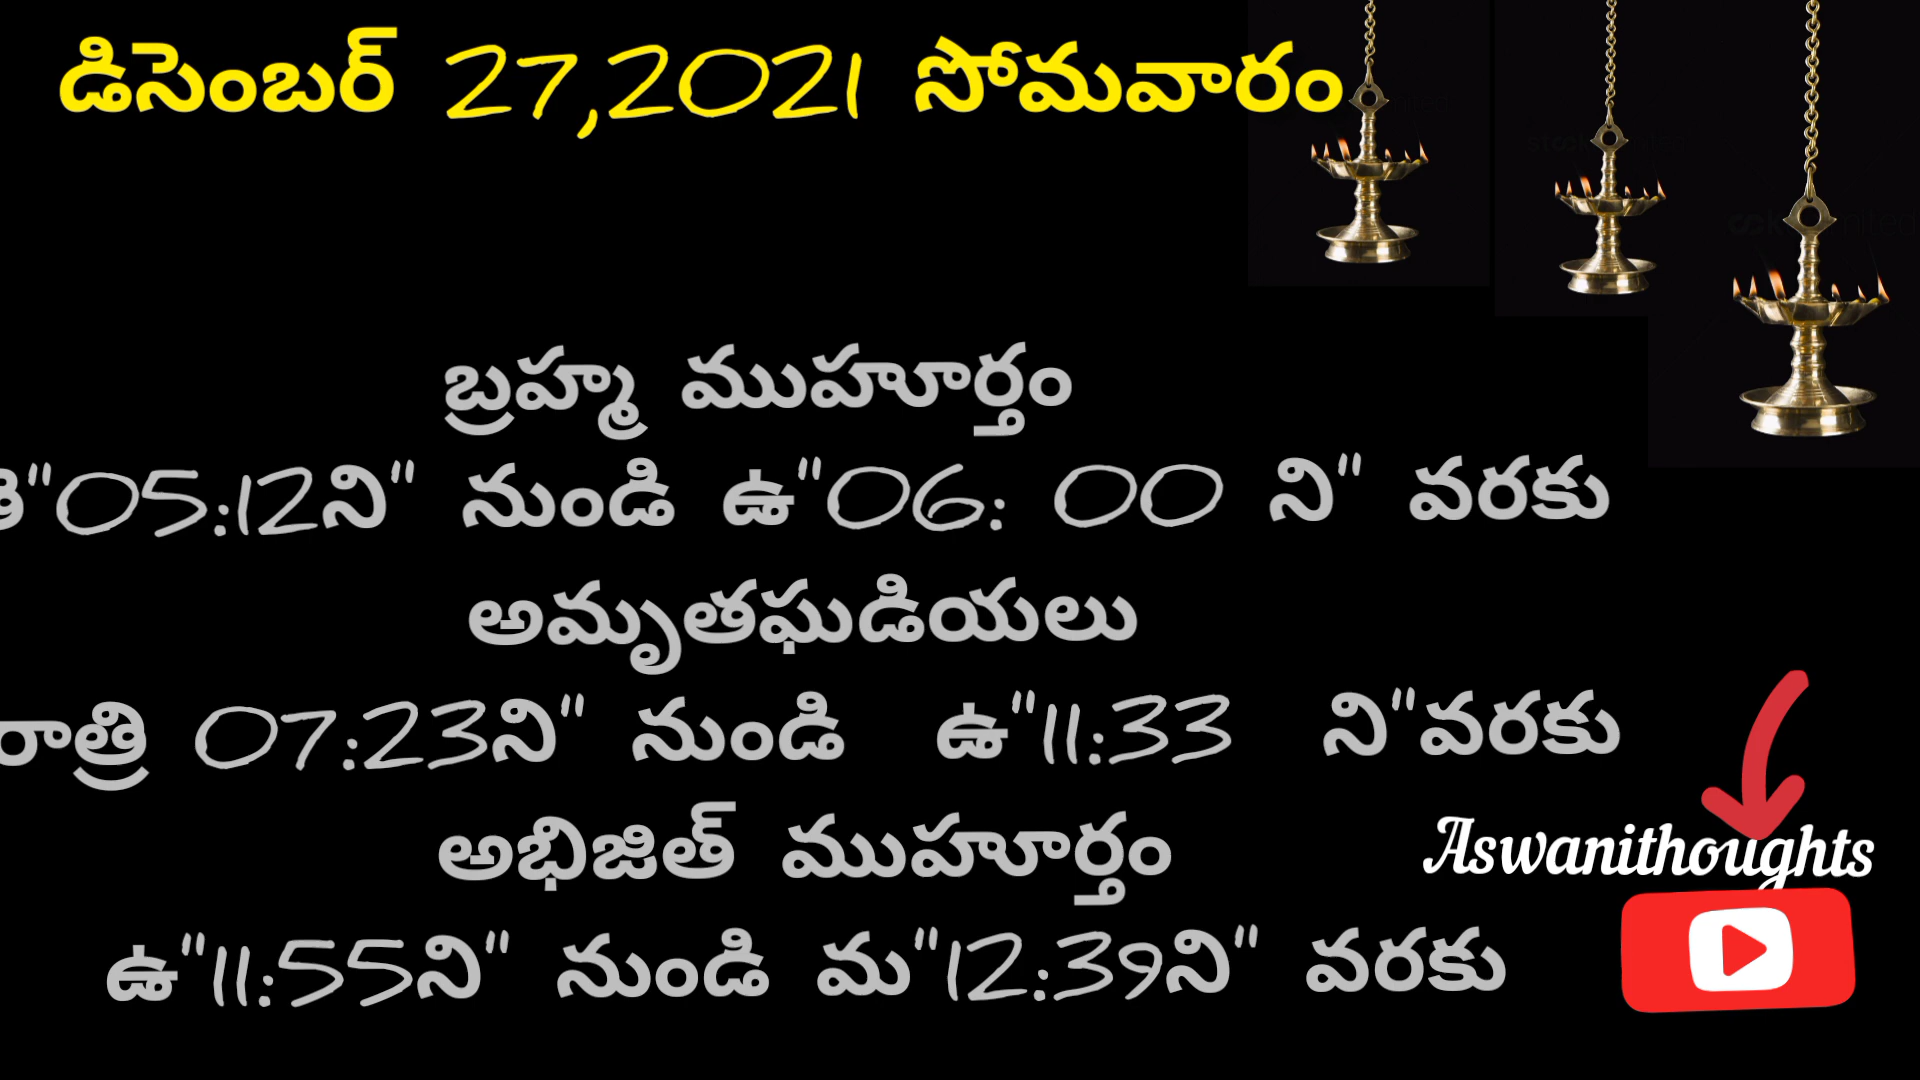 డిసెంబర్ 27,2021 సోమవారం
బ్రహ్మ ముహూర్తం
05:12ని" నుండి ఉ"06: 00 ని" వరకు
అమృతఘడియలు
రాత్రి 07:23ని" నుండి ఉ"11:33 ని"వరకు
అభిజిత్ ముహూర్తం
Aswanithoughts
ఉ"11:55ని" నుండి మ"12:39ని" వరకు